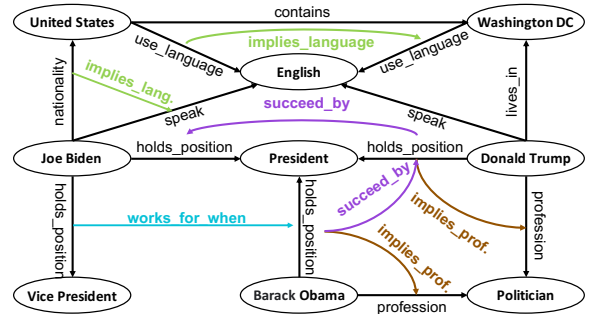 contains
United States
Washington DC
implies_language
use_language
use_language
English
nationality
implies_lang.
speak
succeed_by
speak
lives_in
Joe Biden
holds_position
President
holds_position
Donald Trump
holds_position
works_for_when
holds_position
succeed_by
implies_prof.
profession
implies_prof.
Vice President
Barack Obama
profession
Politician